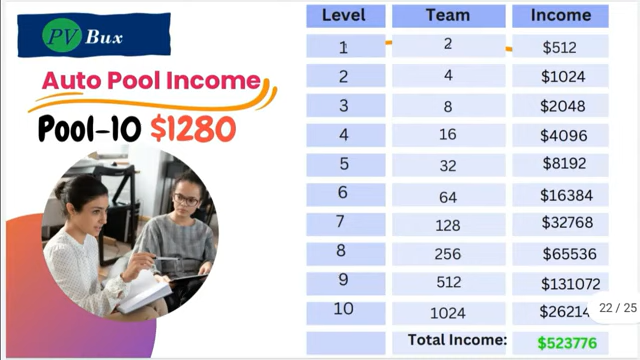 PV Bux
Auto Pool Income
Pool-10 $1280
Level Team Income
1 2 $512
2 4 $1024
3 8 $2048
4 16 $4096
5 32 $8192
6 64 $16384
7 128 $32768
8 256 $65536
9 512 $131072
10 1024 $26214
22 / 25
Total Income: $523776